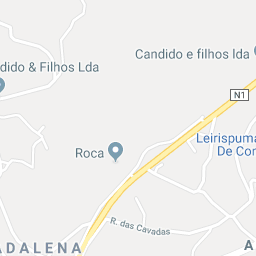 Candido e filhos lda
dido & Filhos Lda
N1
Leirispuma
De Cor
Roca
R. das Cavadas
ADALENA
A